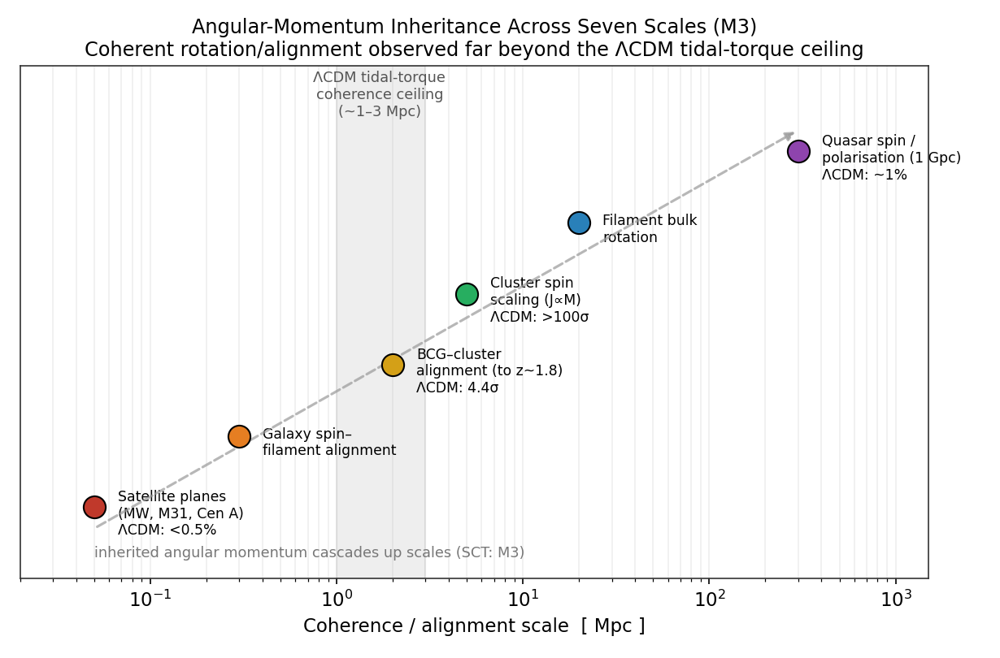 Angular-Momentum Inheritance Across Seven Scales (M3)
Coherent rotation/alignment observed far beyond the ΛCDM tidal-torque ceiling
ΛCDM tidal-torque
coherence ceiling
(~1–3 Mpc)
Quasar spin /
polarisation (1 Gpc)
ΛCDM: ~1%
Filament bulk
rotation
Cluster spin
scaling (J∝M)
ΛCDM: >100σ
BCG–cluster
alignment (to z~1.8)
ΛCDM: 4.4σ
Galaxy spin–
filament alignment
Satellite planes
(MW, M31, Cen A)
ΛCDM: <0.5%
inherited angular momentum cascades up scales (SCT: M3)
10⁻¹ 10⁰ 10¹ 10² 10³
Coherence / alignment scale [ Mpc ]